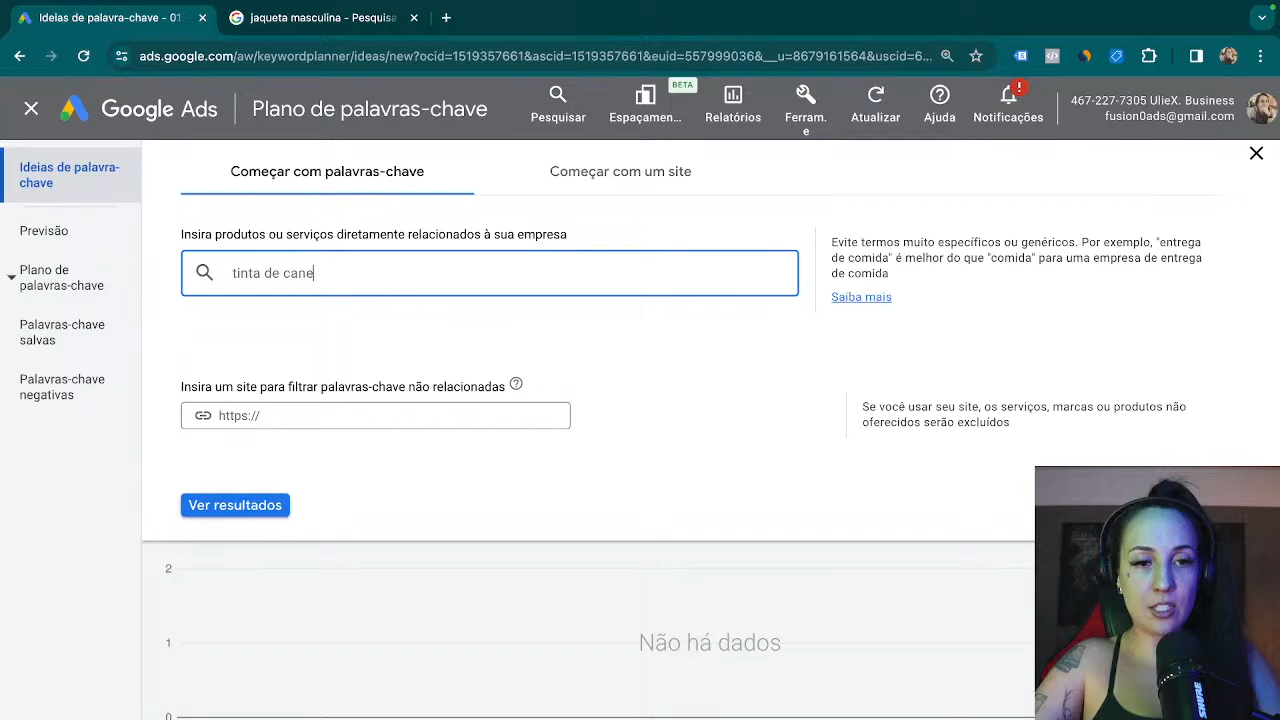 Ideias de palavra-chave - 01
jaqueta masculina - Pesquisa
ads.google.com/aw/keywordplanner/ideas/new?ocid=1519357661&ascid=1519357661&euid=557999036&__u=8679161564&uscid=6...
Google Ads
Plano de palavras-chave
Pesquisar
BETA
Espaçamen...
Relatórios
Ferram.
e
Atualizar
Ajuda
!
Notificações
467-227-7305 UlieX. Business
fusion0ads@gmail.com
Ideias de palavra-
chave
Previsão
Plano de
palavras-chave
Palavras-chave
salvas
Palavras-chave
negativas
Começar com palavras-chave
Começar com um site
Insira produtos ou serviços diretamente relacionados à sua empresa
tinta de cane
Evite termos muito específicos ou genéricos. Por exemplo, "entrega
de comida" é melhor do que "comida" para uma empresa de entrega
de comida
Saiba mais
Insira um site para filtrar palavras-chave não relacionadas
https://
Se você usar seu site, os serviços, marcas ou produtos não
oferecidos serão excluídos
Ver resultados
2
1
Não há dados
0
SHURE